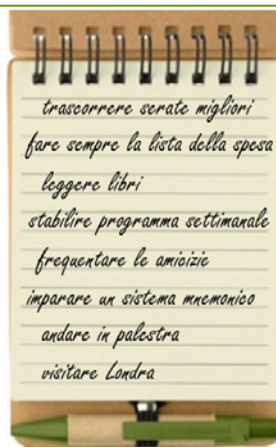 trascorrere serate migliori
fare sempre la lista della spesa
leggere libri
stabilire programma settimanale
frequentare le amicizie
imparare un sistema mnemonico
andare in palestra
visitare Londra